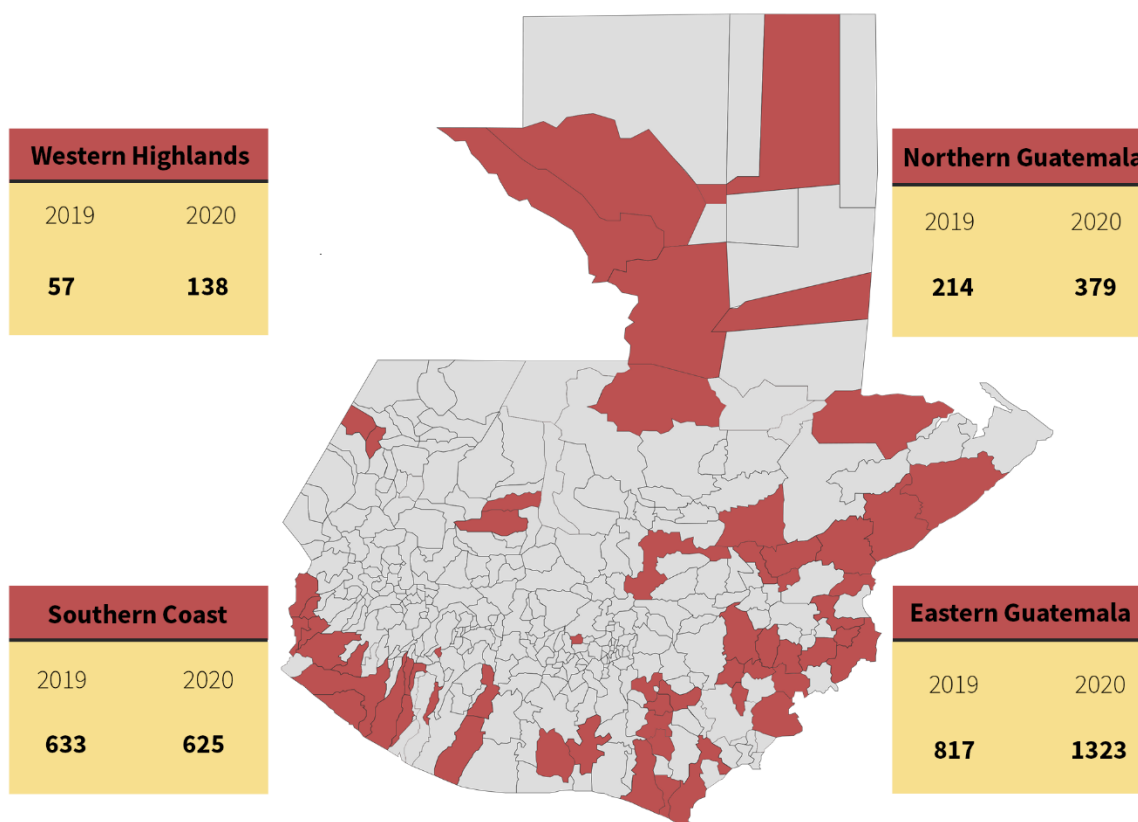 Western Highlands
2019 2020
57 138
Northern Guatemala
2019 2020
214 379
Southern Coast
2019 2020
633 625
Eastern Guatemala
2019 2020
817 1323